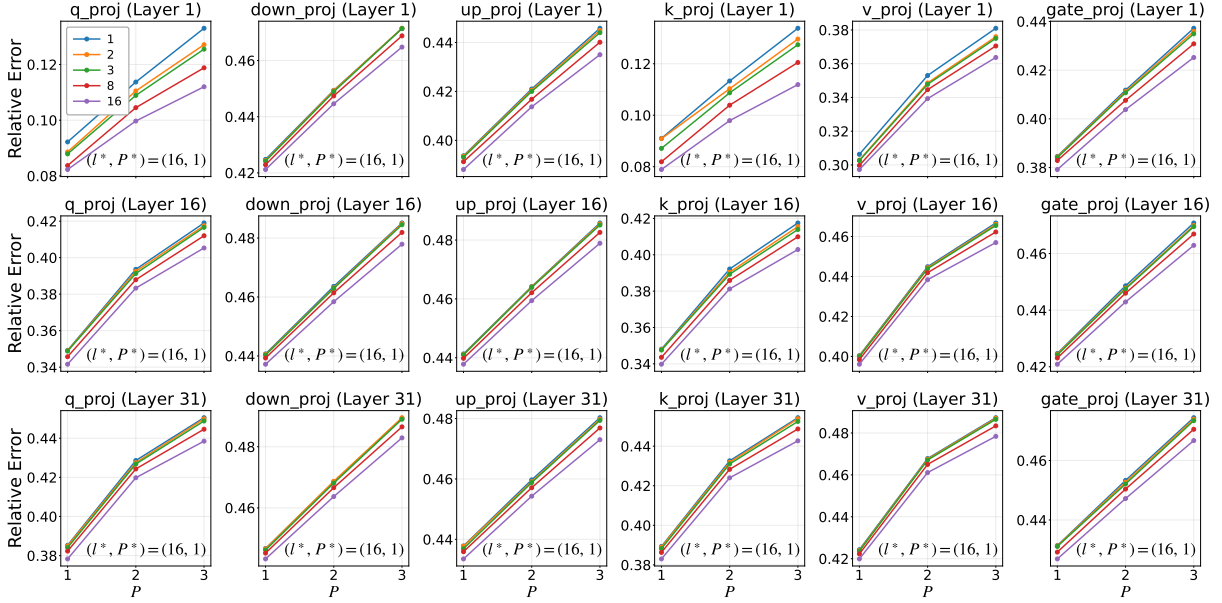 q_proj (Layer 1)
down_proj (Layer 1)
up_proj (Layer 1)
k_proj (Layer 1)
v_proj (Layer 1)
gate_proj (Layer 1)
Relative Error
0.12
0.10
0.08
1
2
3
8
16
(l*, P*) = (16, 1)
0.46
0.44
0.42
(l*, P*) = (16, 1)
0.44
0.42
0.40
(l*, P*) = (16, 1)
0.12
0.10
0.08
(l*, P*) = (16, 1)
0.38
0.36
0.34
0.32
0.30
(l*, P*) = (16, 1)
0.44
0.42
0.40
0.38
(l*, P*) = (16, 1)
q_proj (Layer 16)
down_proj (Layer 16)
up_proj (Layer 16)
k_proj (Layer 16)
v_proj (Layer 16)
gate_proj (Layer 16)
Relative Error
0.42
0.40
0.38
0.36
0.34
(l*, P*) = (16, 1)
0.48
0.46
0.44
(l*, P*) = (16, 1)
0.48
0.46
0.44
(l*, P*) = (16, 1)
0.42
0.40
0.38
0.36
0.34
(l*, P*) = (16, 1)
0.46
0.44
0.42
0.40
(l*, P*) = (16, 1)
0.46
0.44
0.42
(l*, P*) = (16, 1)
q_proj (Layer 31)
down_proj (Layer 31)
up_proj (Layer 31)
k_proj (Layer 31)
v_proj (Layer 31)
gate_proj (Layer 31)
Relative Error
0.44
0.42
0.40
0.38
(l*, P*) = (16, 1)
1
2
3
P
0.48
0.46
(l*, P*) = (16, 1)
1
2
3
P
0.48
0.46
0.44
(l*, P*) = (16, 1)
1
2
3
P
0.44
0.42
0.40
0.38
(l*, P*) = (16, 1)
1
2
3
P
0.48
0.46
0.44
0.42
(l*, P*) = (16, 1)
1
2
3
P
0.46
0.44
(l*, P*) = (16, 1)
1
2
3
P